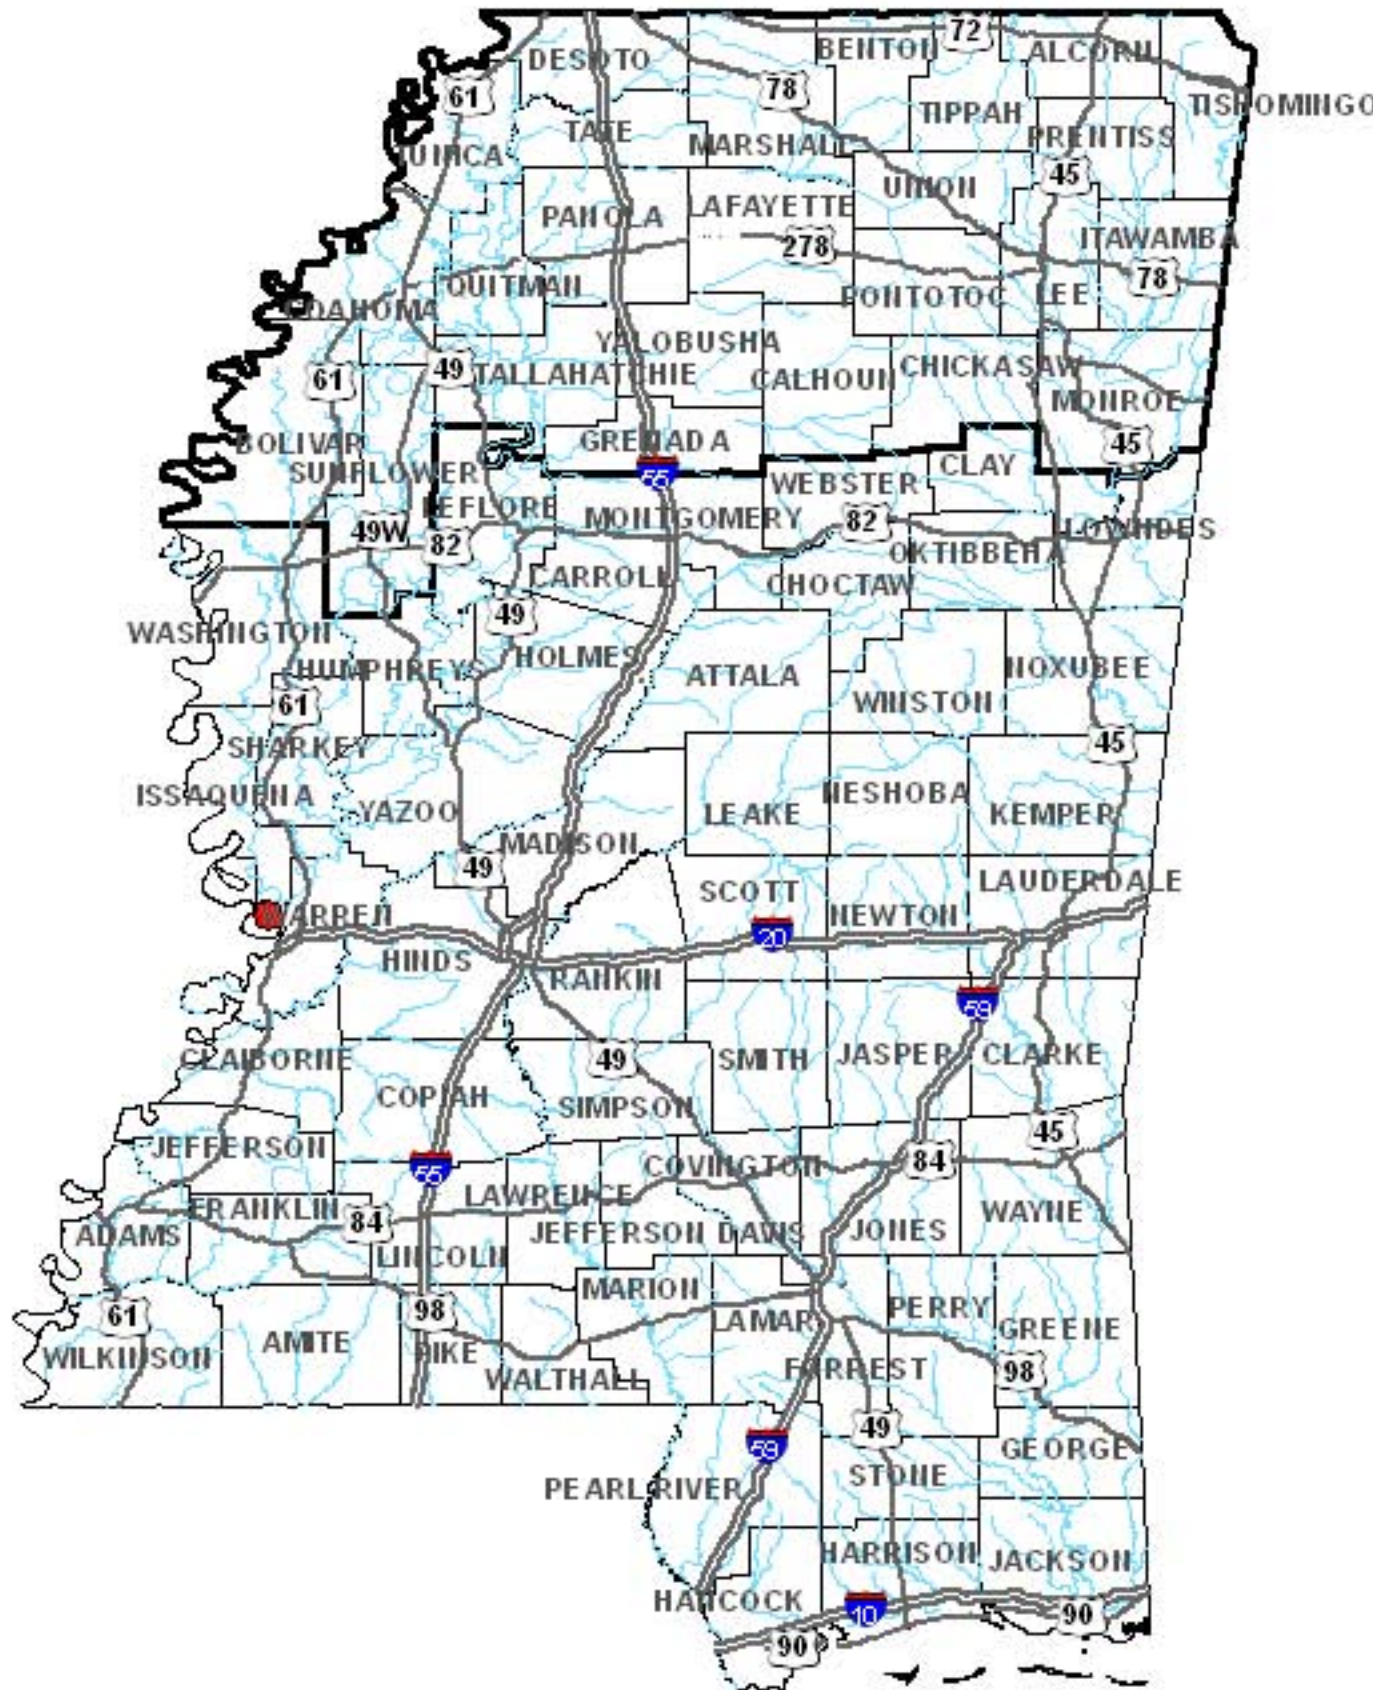 72
BENTON
ALCORN
DESOTO
61
78
TISHOMINGO
TIPPAH
TATE
PRENTISS
MARSHALL
TUNICA
45
UNION
LAFAYETTE
PANOLA
278
ITAWAMBA
78
QUITMAN
PONTOTOC
LEE
COAHOMA
YALOBUSHA
49
CHICKASAW
61
TALLAHATCHIE
CALHOUN
MONROE
BOLIVAR
GRENADA
45
SUNFLOWER
55
CLAY
WEBSTER
LEFLORE
MONTGOMERY
82
49W
LOWNDES
82
OKTIBBEHA
CARROLL
CHOCTAW
49
WASHINGTON
HOLMES
HUMPHREYS
ATTALA
NOXUBEE
61
WINSTON
SHARKEY
45
ISSAQUENA
NESHOBA
YAZOO
LEAKE
KEMPER
MADISON
49
SCOTT
LAUDERDALE
WARREN
NEWTON
20
HINDS
RANKIN
59
CLAIBORNE
49
SMITH
JASPER
CLARKE
COPIAH
SIMPSON
45
JEFFERSON
55
COVINGTON
84
LAWRENCE
FRANKLIN
84
WAYNE
ADAMS
JEFFERSON DAVIS
JONES
LINCOLN
MARION
61
98
PERRY
LAMAR
GREENE
AMITE
WILKINSON
PIKE
WALTHALL
FORREST
98
49
59
GEORGE
STONE
PEARL RIVER
HARRISON
JACKSON
HANCOCK
10
90
90